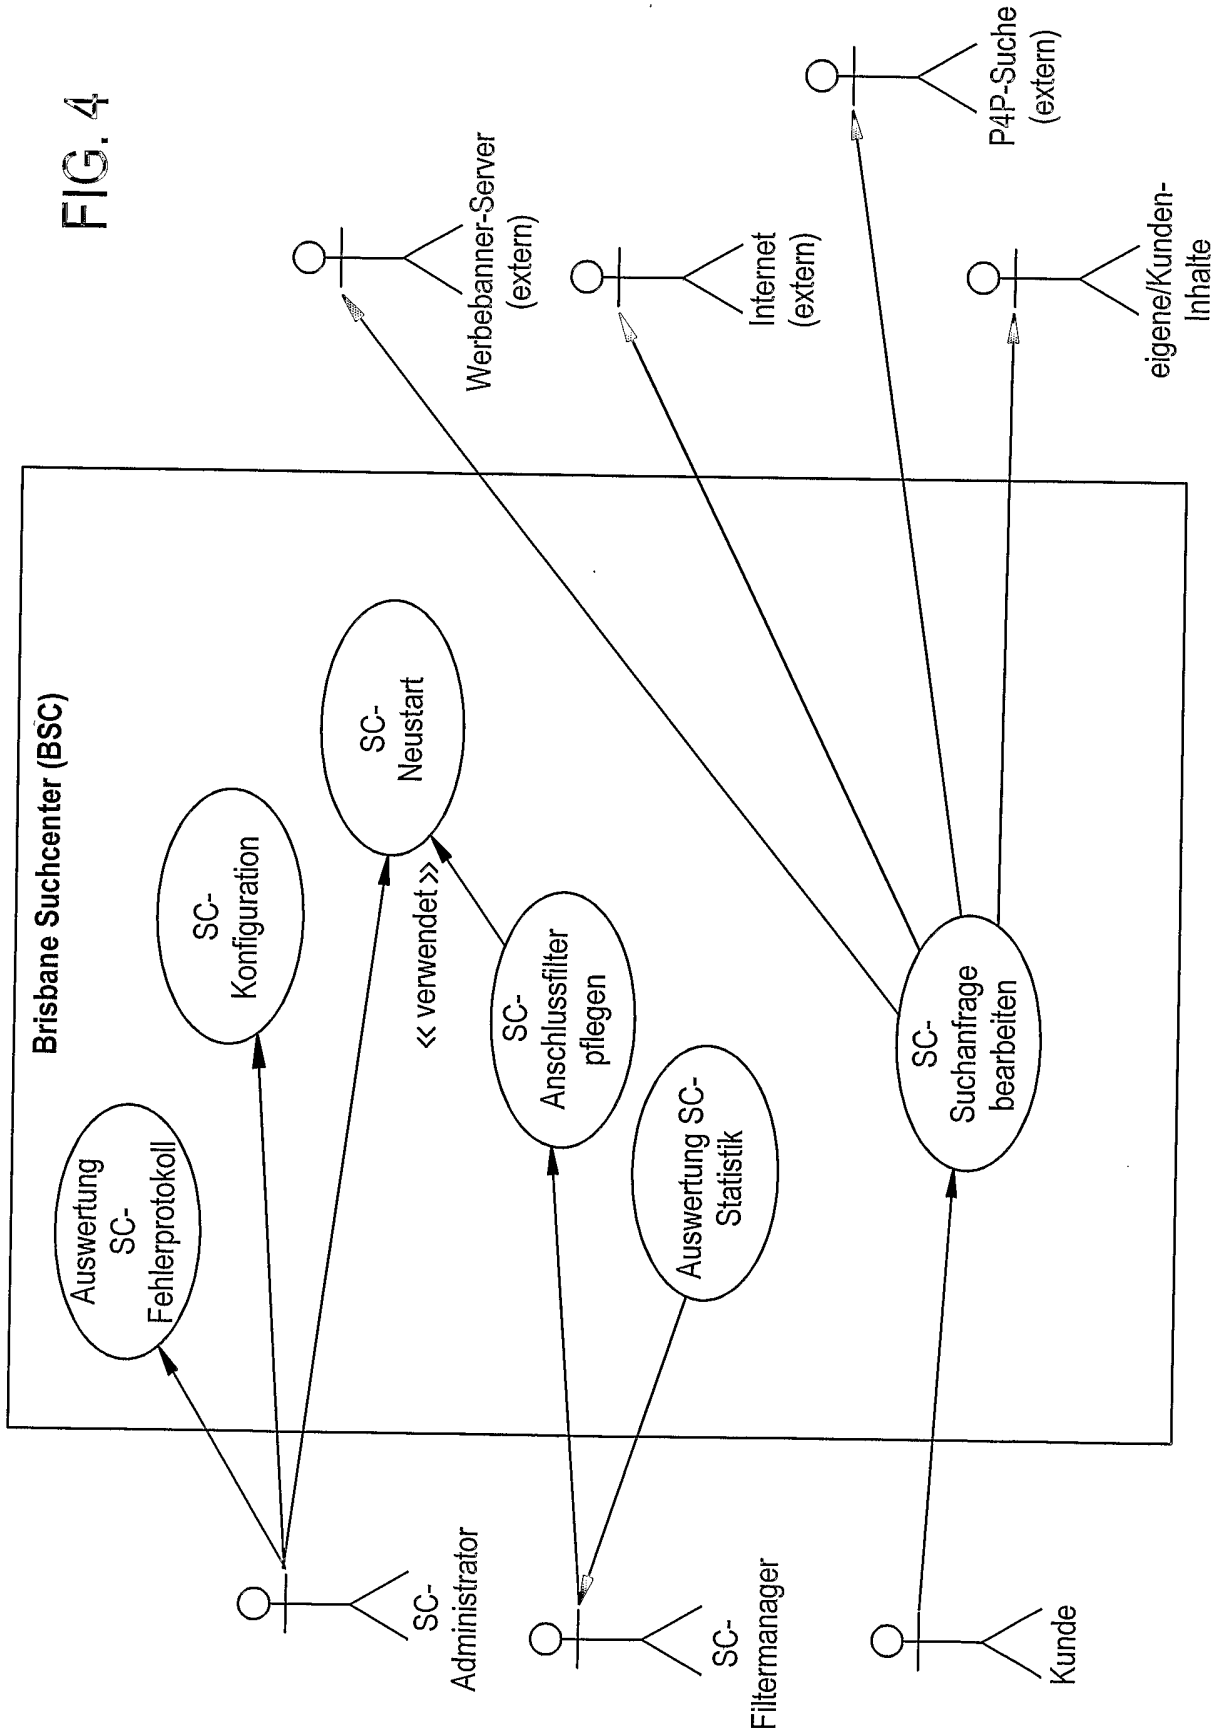 FIG. 4
Brisbane Suchcenter (BSC)
Auswertung
SC-
Fehlerprotokoll
SC-
Konfiguration
SC-
Neustart
« verwendet »
SC-
Anschlussfilter
pflegen
Auswertung SC-
Statistik
SC-
Suchanfrage
bearbeiten
SC-
Administrator
SC-
Filtermanager
Kunde
Werbebanner-Server
(extern)
Internet
(extern)
P4P-Suche
(extern)
eigene/Kunden-
Inhalte